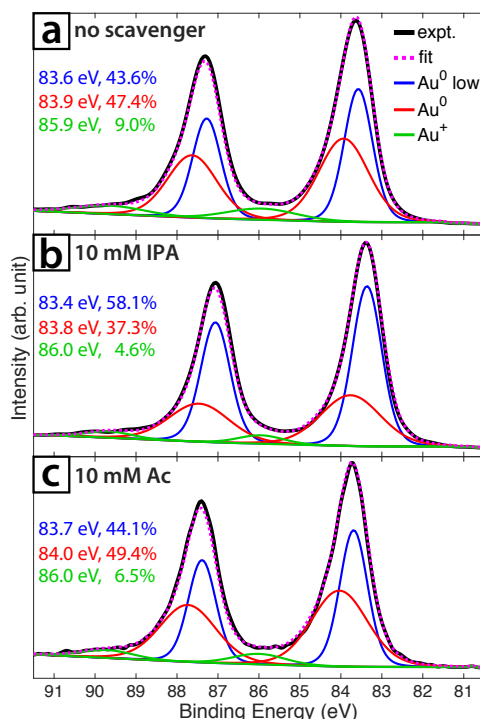 a no scavenger
83.6 eV, 43.6%
83.9 eV, 47.4%
85.9 eV, 9.0%
expt.
fit
Au⁰ low
Au⁰
Au⁺
b 10 mM IPA
83.4 eV, 58.1%
83.8 eV, 37.3%
86.0 eV, 4.6%
Intensity (arb. unit)
c 10 mM Ac
83.7 eV, 44.1%
84.0 eV, 49.4%
86.0 eV, 6.5%
91 90 89 88 87 86 85 84 83 82 81
Binding Energy (eV)